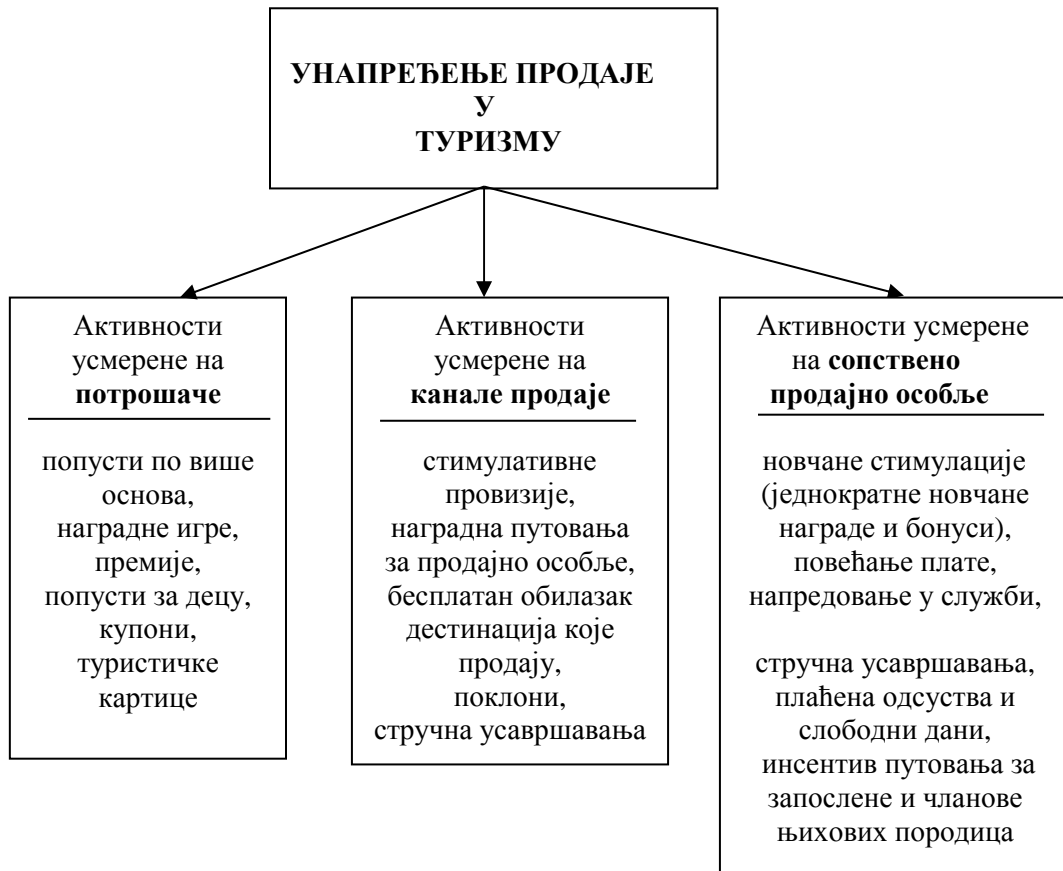 УНАПРЕЂЕЊЕ ПРОДАЈЕ
У
ТУРИЗМУ
Активности
усмерене на
потрошаче
попусти по више
основа,
наградне игре,
премије,
попусти за децу,
купони,
туристичке
картице
Активности
усмерене на
канале продаје
стимулативне
провизије,
наградна путовања
за продајно особље,
бесплатан обилазак
дестинација које
продају,
поклони,
стручна усавршавања
Активности усмерене
на сопствено
продајно особље
новчане стимулације
(једнократне новчане
награде и бонуси),
повећање плате,
напредовање у служби,
стручна усавршавања,
плаћена одсуства и
слободни дани,
инсентив путовања за
запослене и чланове
њихових породица